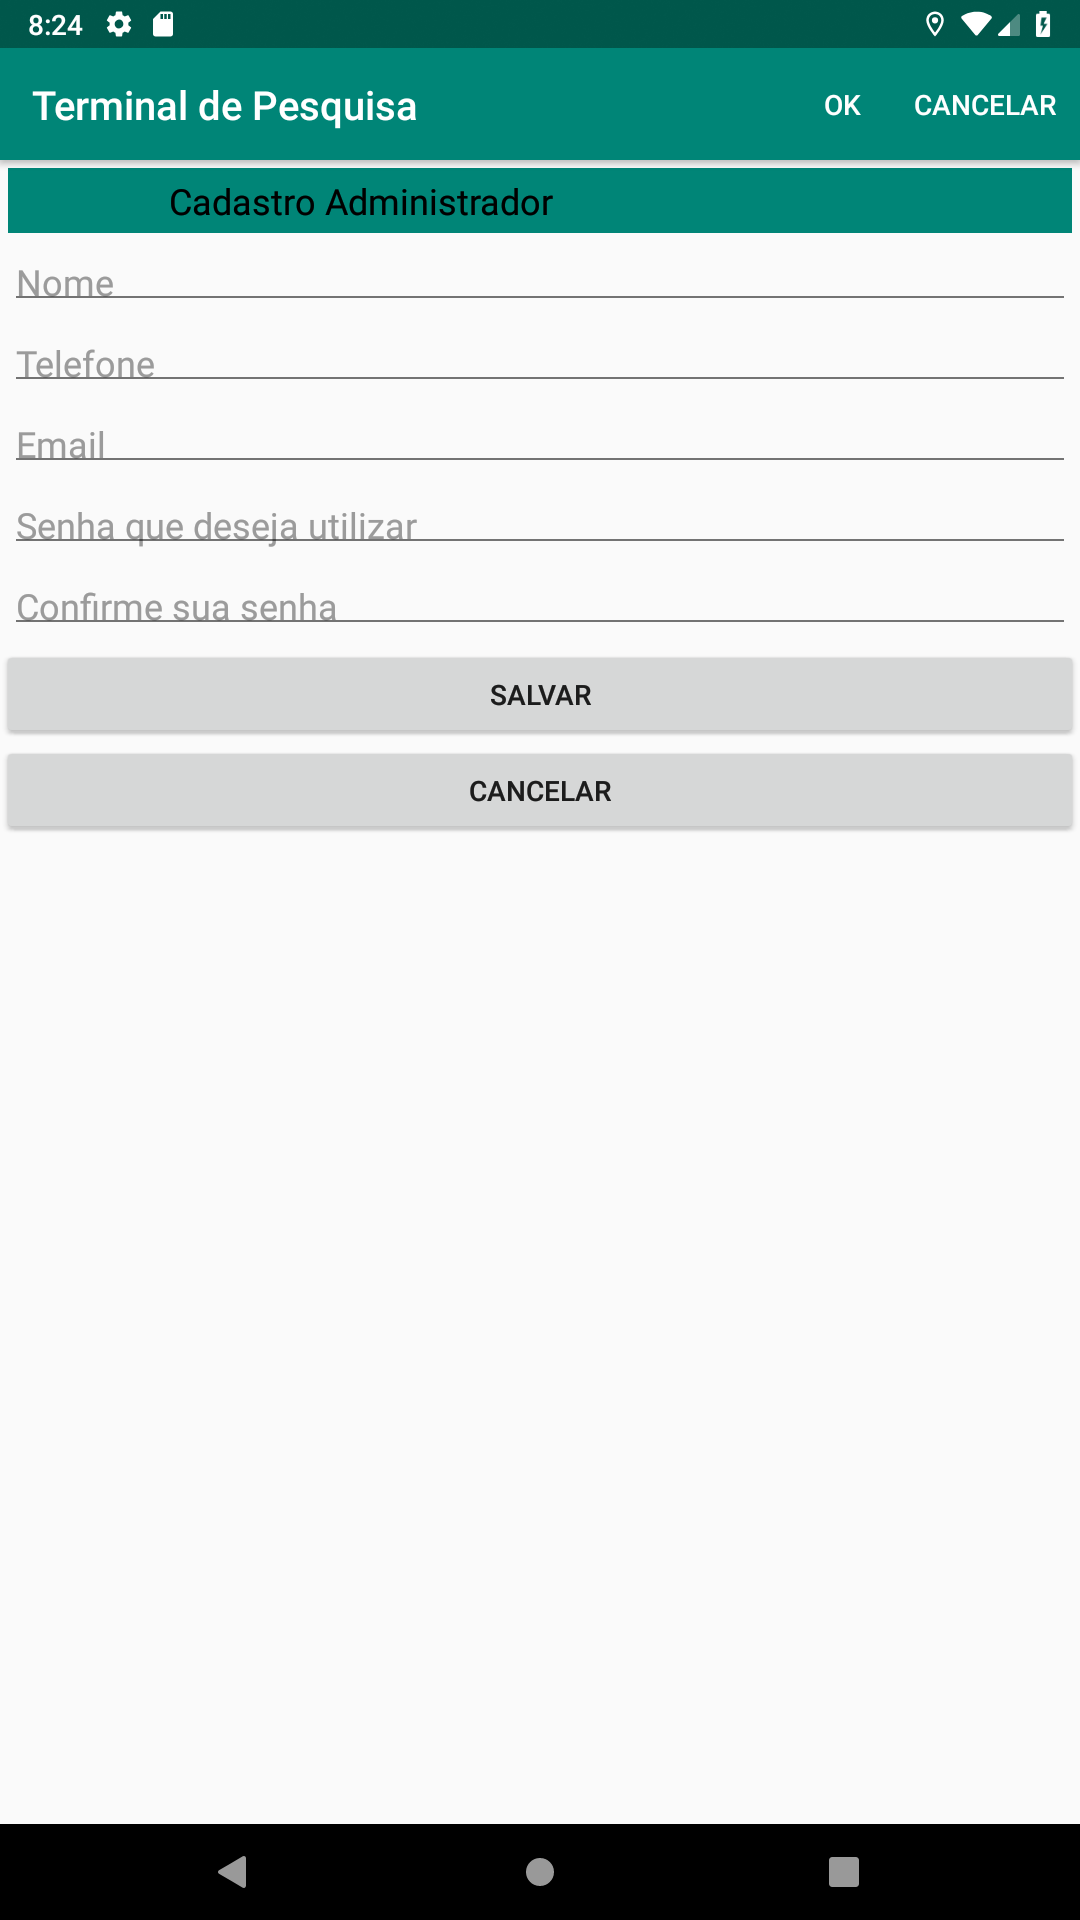 8:24
Terminal de Pesquisa OK CANCELAR
Cadastro Administrador
Nome
Telefone
Email
Senha que deseja utilizar
Confirme sua senha
SALVAR
CANCELAR